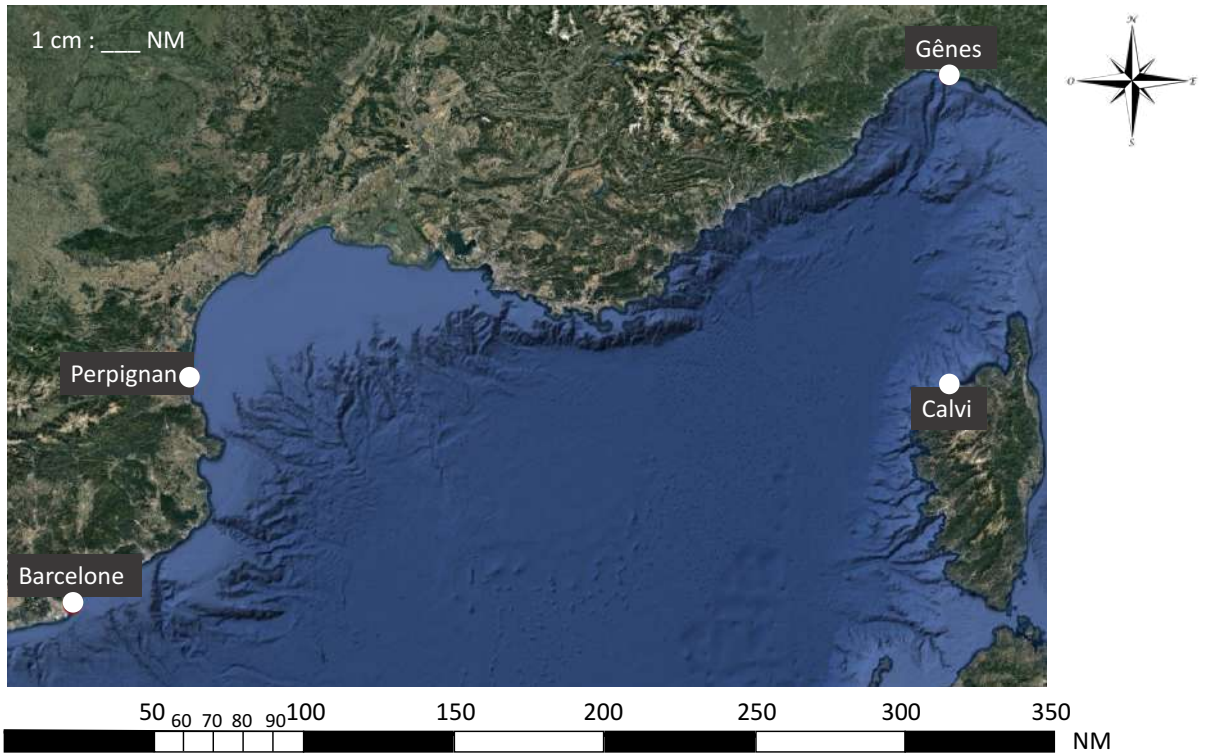 1 cm : ___ NM
Gênes
N
O E
S
Perpignan
Calvi
Barcelone
50 60 70 80 90 100 150 200 250 300 350
NM